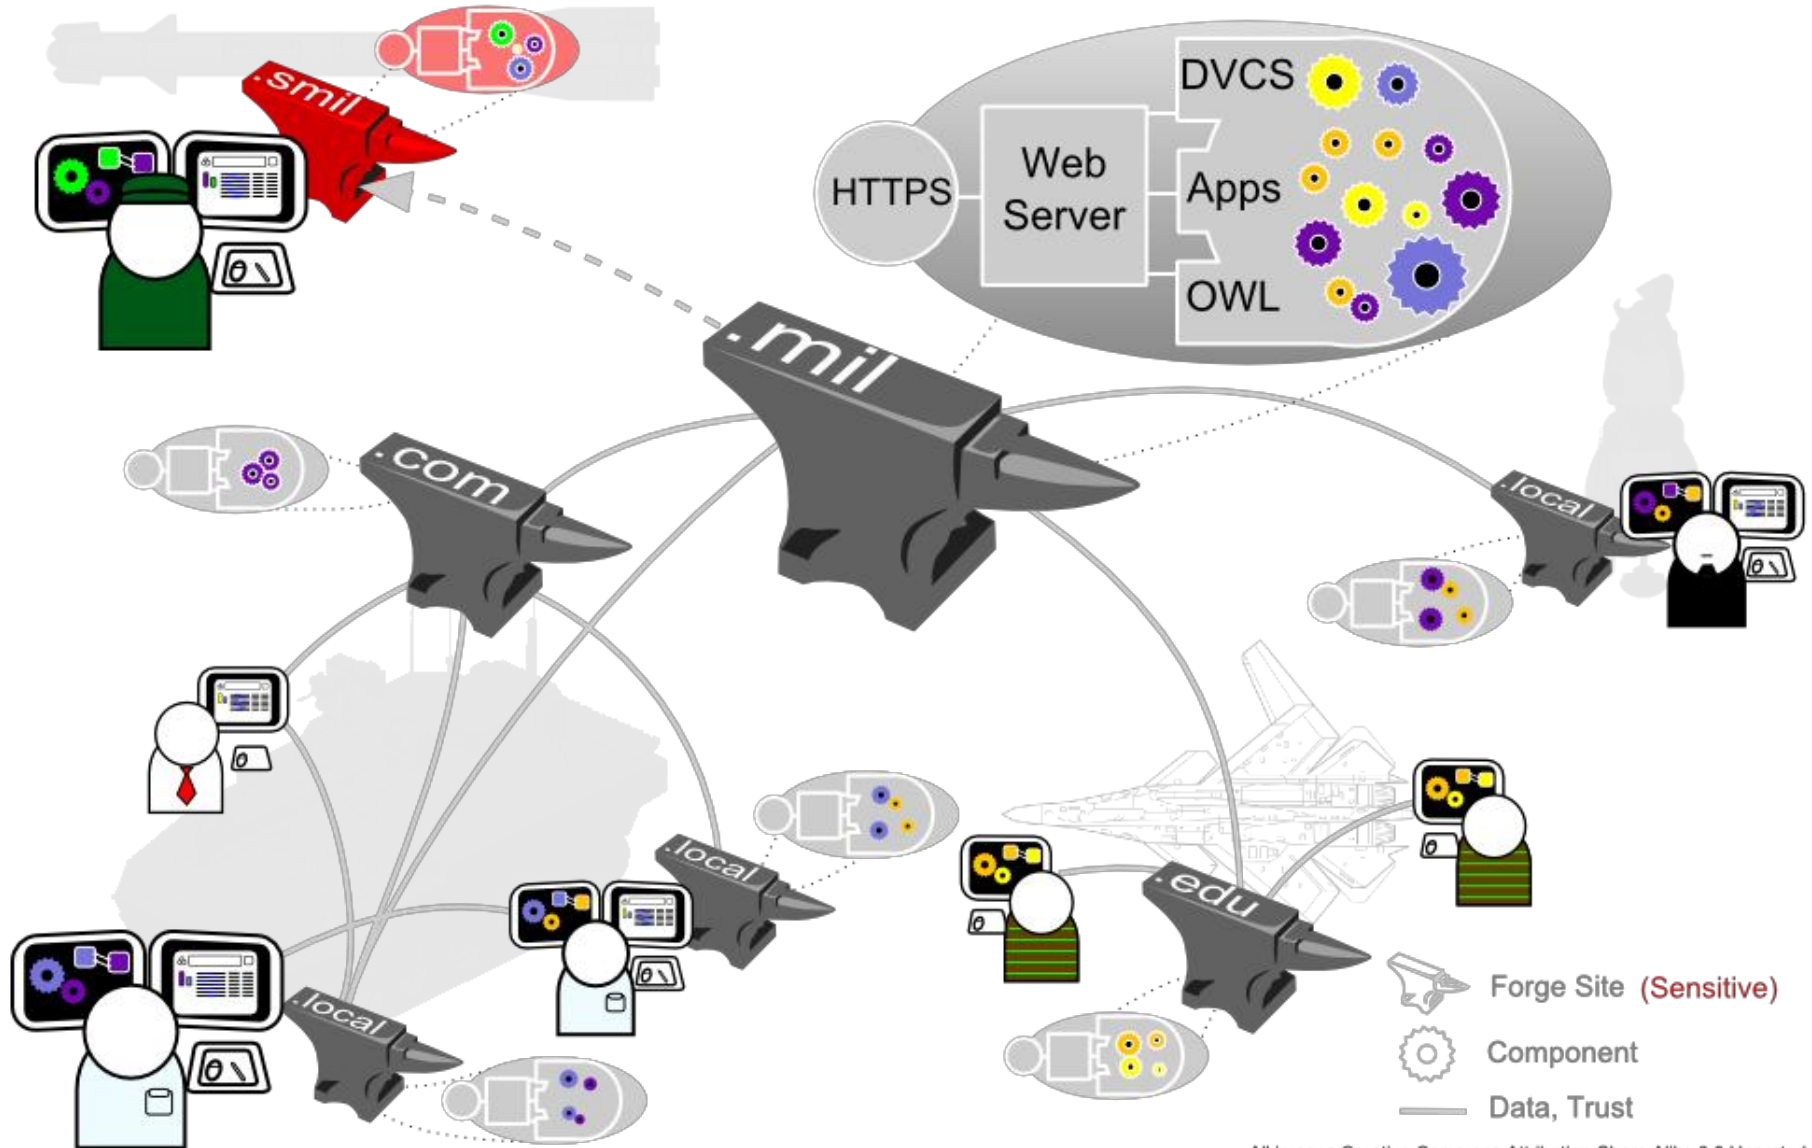 .smil
DVCS
HTTPS
Web
Server
Apps
OWL
.mil
.com
.local
.local
.edu
.local
Forge Site (Sensitive)
Component
Data, Trust